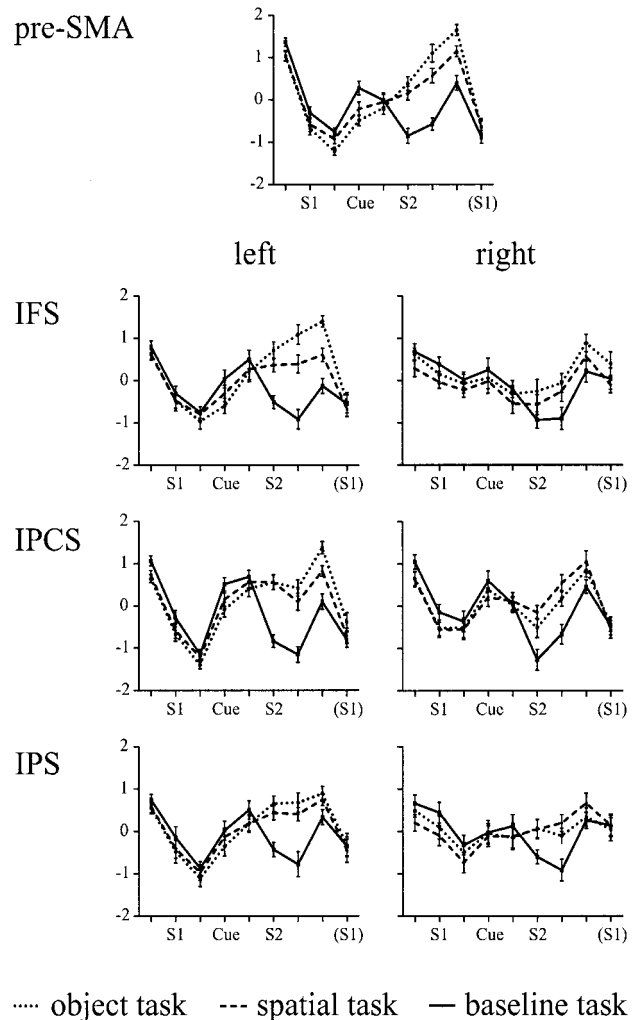 pre-SMA
2
1
0
-1
-2
S1 Cue S2 (S1)
left right
IFS
2
1
0
-1
-2
S1 Cue S2 (S1) S1 Cue S2 (S1)
IPCS
2
1
0
-1
-2
S1 Cue S2 (S1) S1 Cue S2 (S1)
IPS
2
1
0
-1
-2
S1 Cue S2 (S1) S1 Cue S2 (S1)
object task spatial task baseline task